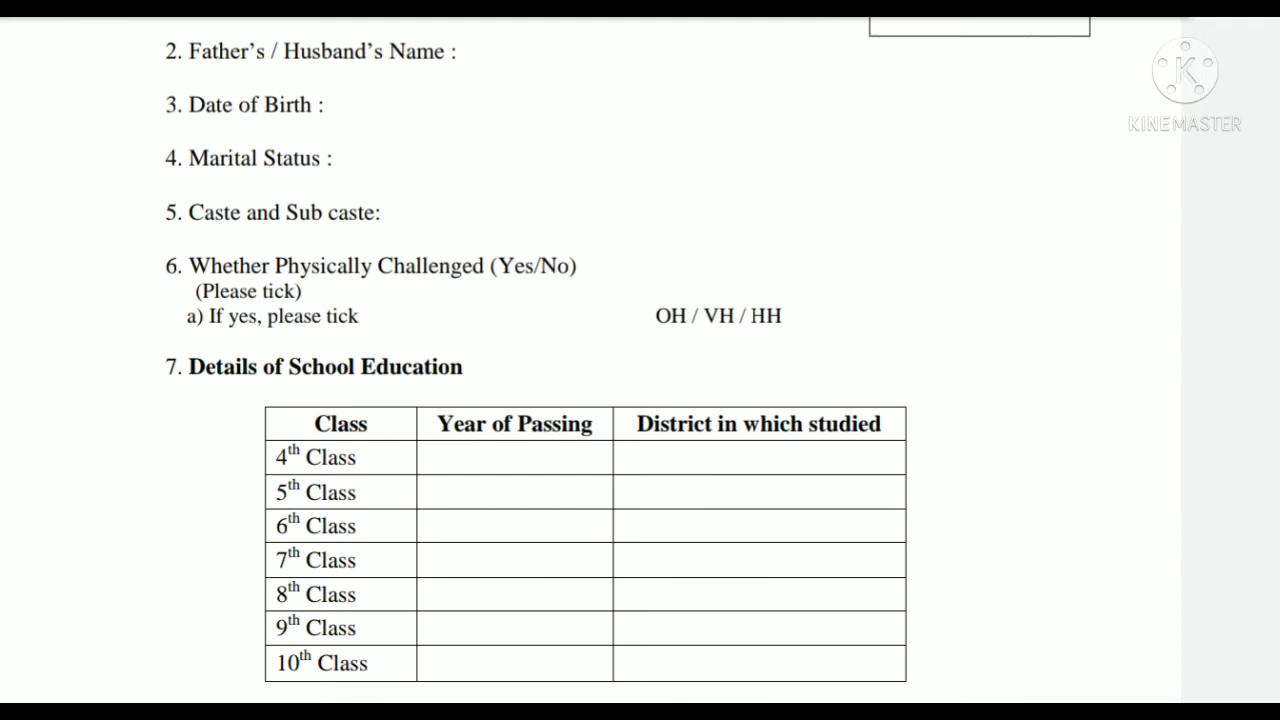 2. Father’s / Husband’s Name :
3. Date of Birth :
4. Marital Status :
5. Caste and Sub caste:
6. Whether Physically Challenged (Yes/No)
(Please tick)
a) If yes, please tick OH / VH / HH
7. Details of School Education
Class Year of Passing District in which studied
4th Class
5th Class
6th Class
7th Class
8th Class
9th Class
10th Class
K
KINEMASTER